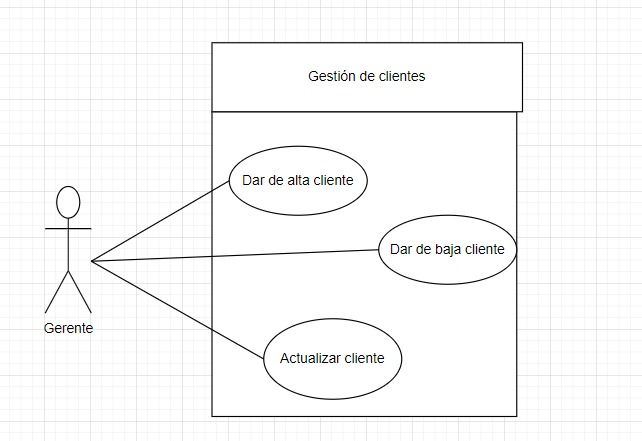 Gestión de clientes
Dar de alta cliente
Dar de baja cliente
Gerente
Actualizar cliente